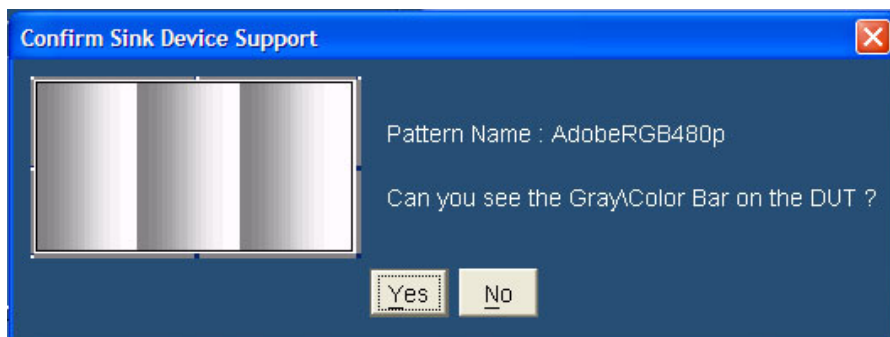 Confirm Sink Device Support
Pattern Name : AdobeRGB480p
Can you see the Gray\Color Bar on the DUT ?
Yes
No